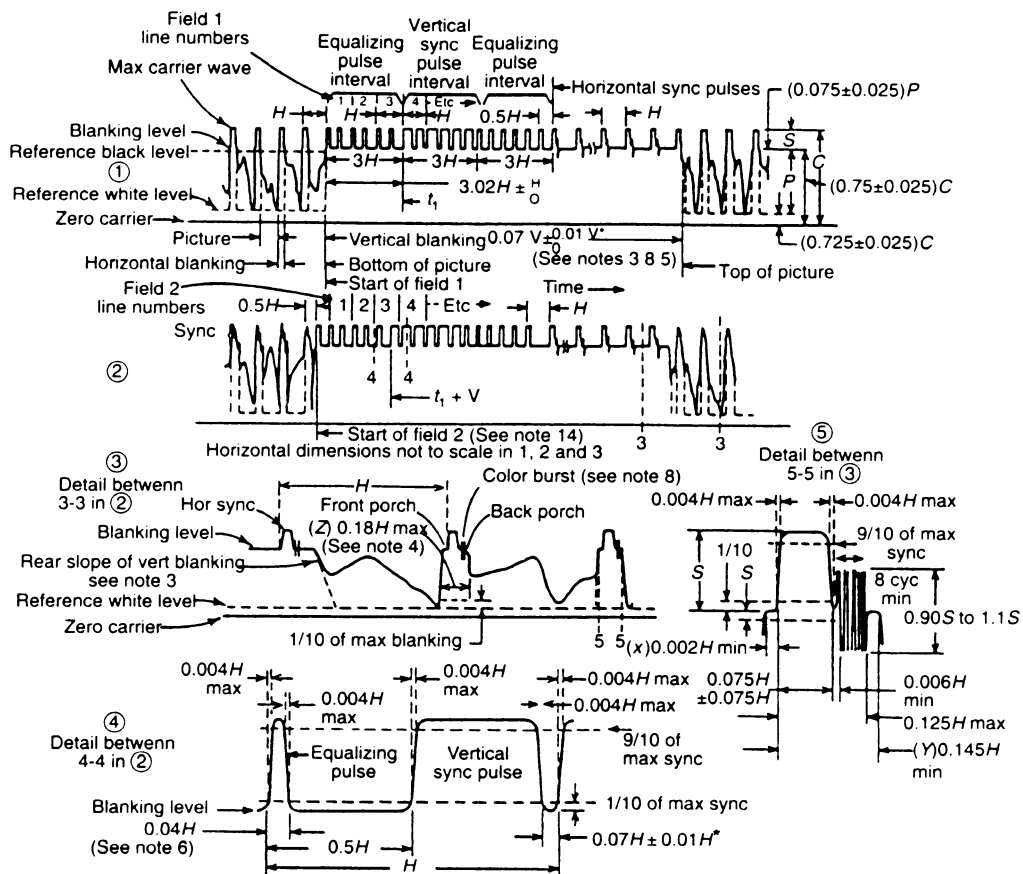 Field 1
line numbers
Max carrier wave
Equalizing
pulse
interval
Vertical
sync
pulse
interval
Equalizing
pulse
interval
Horizontal sync pulses
(0.075±0.025)P
1 2 3 4 Etc
H
H
H
0.5H
H
Blanking level
Reference black level
①
Reference white level
Zero carrier
3H
3H
3H
3.02H ± H O
t₁
S
P
C
(0.75±0.025)C
(0.725±0.025)C
Picture
Horizontal blanking
Vertical blanking 0.07 V ± 0.01 V* 0
(See notes 3 8 5)
Bottom of picture
Start of field 1
Top of picture
Field 2
line numbers
0.5H
1 2 3 4 Etc
Time
H
Sync
②
4 4
t₁ + V
3 3
Start of field 2 (See note 14)
Horizontal dimensions not to scale in 1, 2 and 3
③
Detail betwenn
3-3 in ②
Hor sync
H
Color burst (see note 8)
Front porch
Back porch
(Z) 0.18H max
(See note 4)
Blanking level
Rear slope of vert blanking
see note 3
Reference white level
Zero carrier
1/10 of max blanking
5 5
⑤
Detail betwenn
5-5 in ③
0.004H max
0.004H max
9/10 of max
sync
S
1/10
S
8 cyc
min
0.90S to 1.1S
(x)0.002H min
0.075H
±0.075H
0.006H
min
0.125H max
(Y)0.145H
min
④
Detail betwenn
4-4 in ②
0.004H
max
0.004H
max
0.004H
max
0.004H max
0.004H max
Equalizing
pulse
Vertical
sync pulse
9/10 of
max sync
Blanking level
1/10 of max sync
0.04H
(See note 6)
0.5H
0.07H ± 0.01H*
H